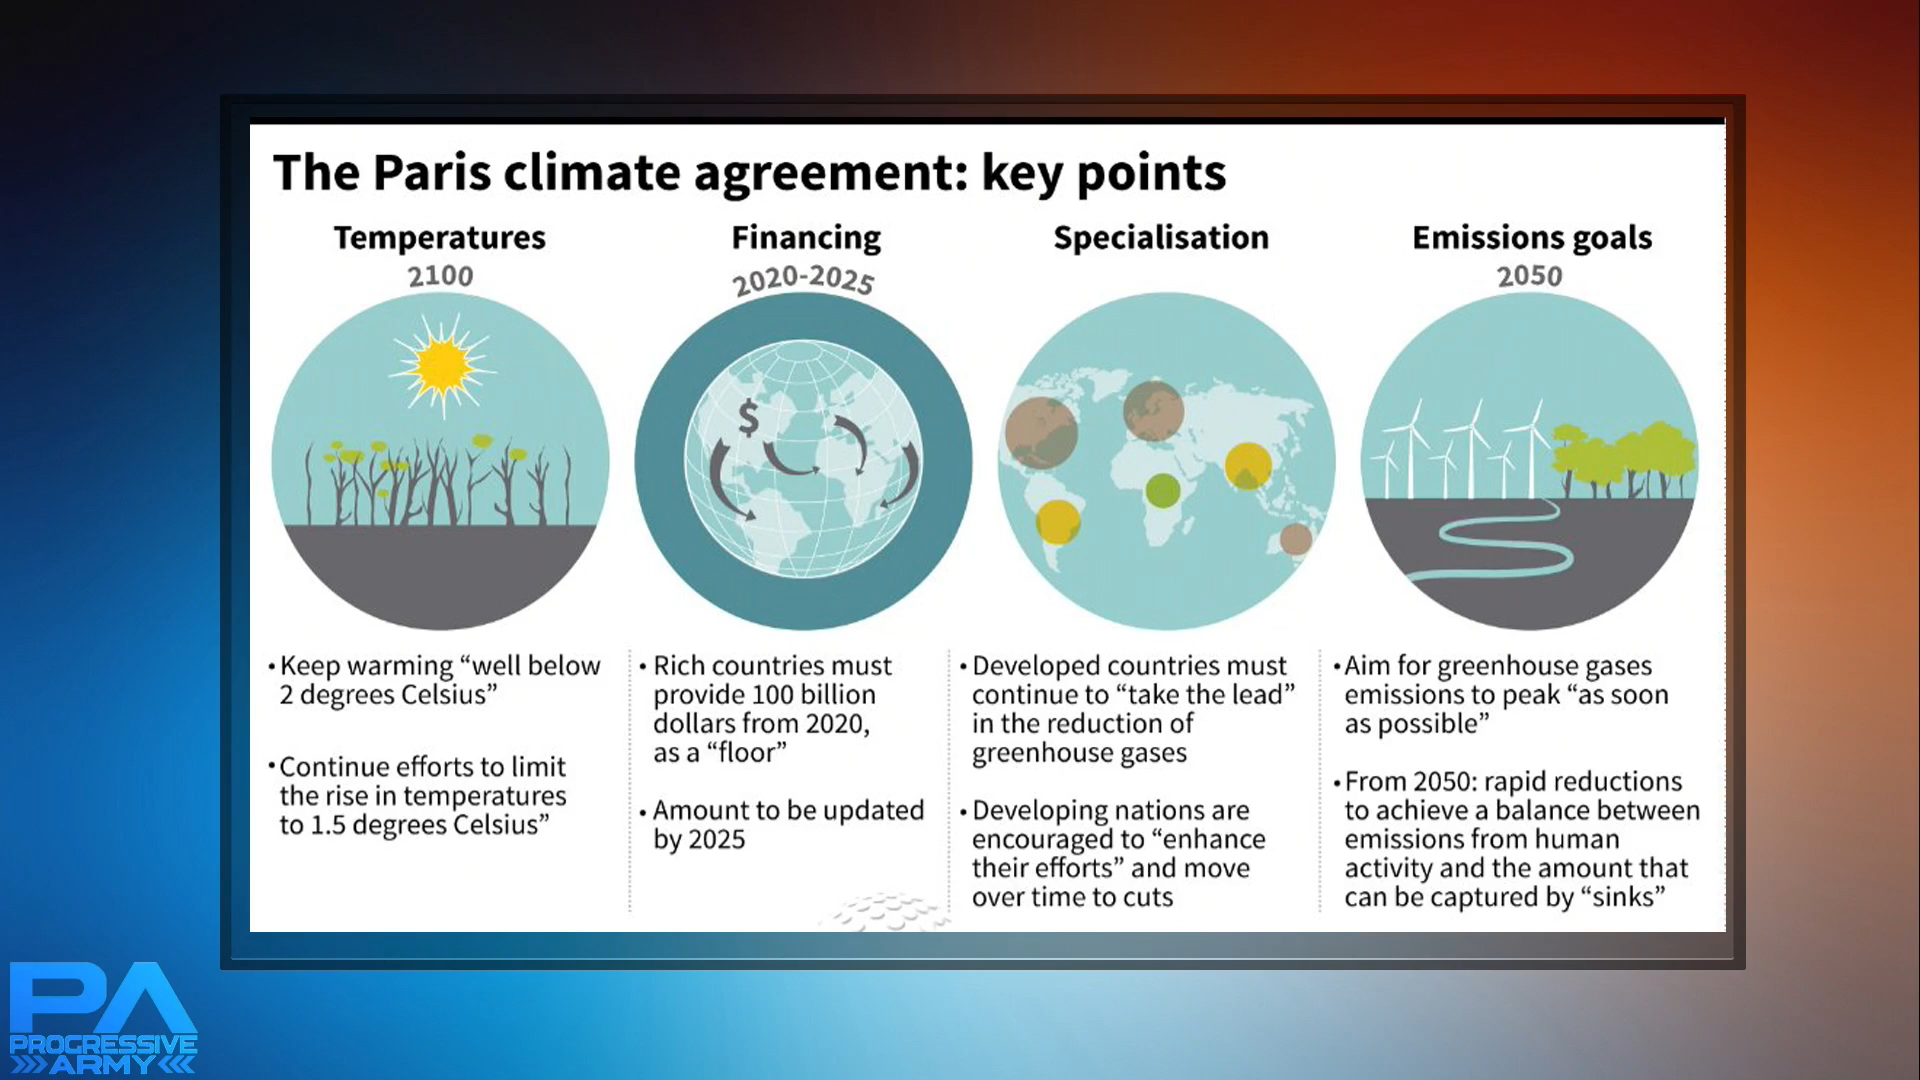 The Paris climate agreement: key points
Temperatures
2100
• Keep warming “well below
2 degrees Celsius”
• Continue efforts to limit
the rise in temperatures
to 1.5 degrees Celsius”
Financing
2020-2025
$
• Rich countries must
provide 100 billion
dollars from 2020,
as a “floor”
• Amount to be updated
by 2025
Specialisation
• Developed countries must
continue to “take the lead”
in the reduction of
greenhouse gases
• Developing nations are
encouraged to “enhance
their efforts” and move
over time to cuts
Emissions goals
2050
• Aim for greenhouse gases
emissions to peak “as soon
as possible”
• From 2050: rapid reductions
to achieve a balance between
emissions from human
activity and the amount that
can be captured by “sinks”
PA
PROGRESSIVE
ARMY